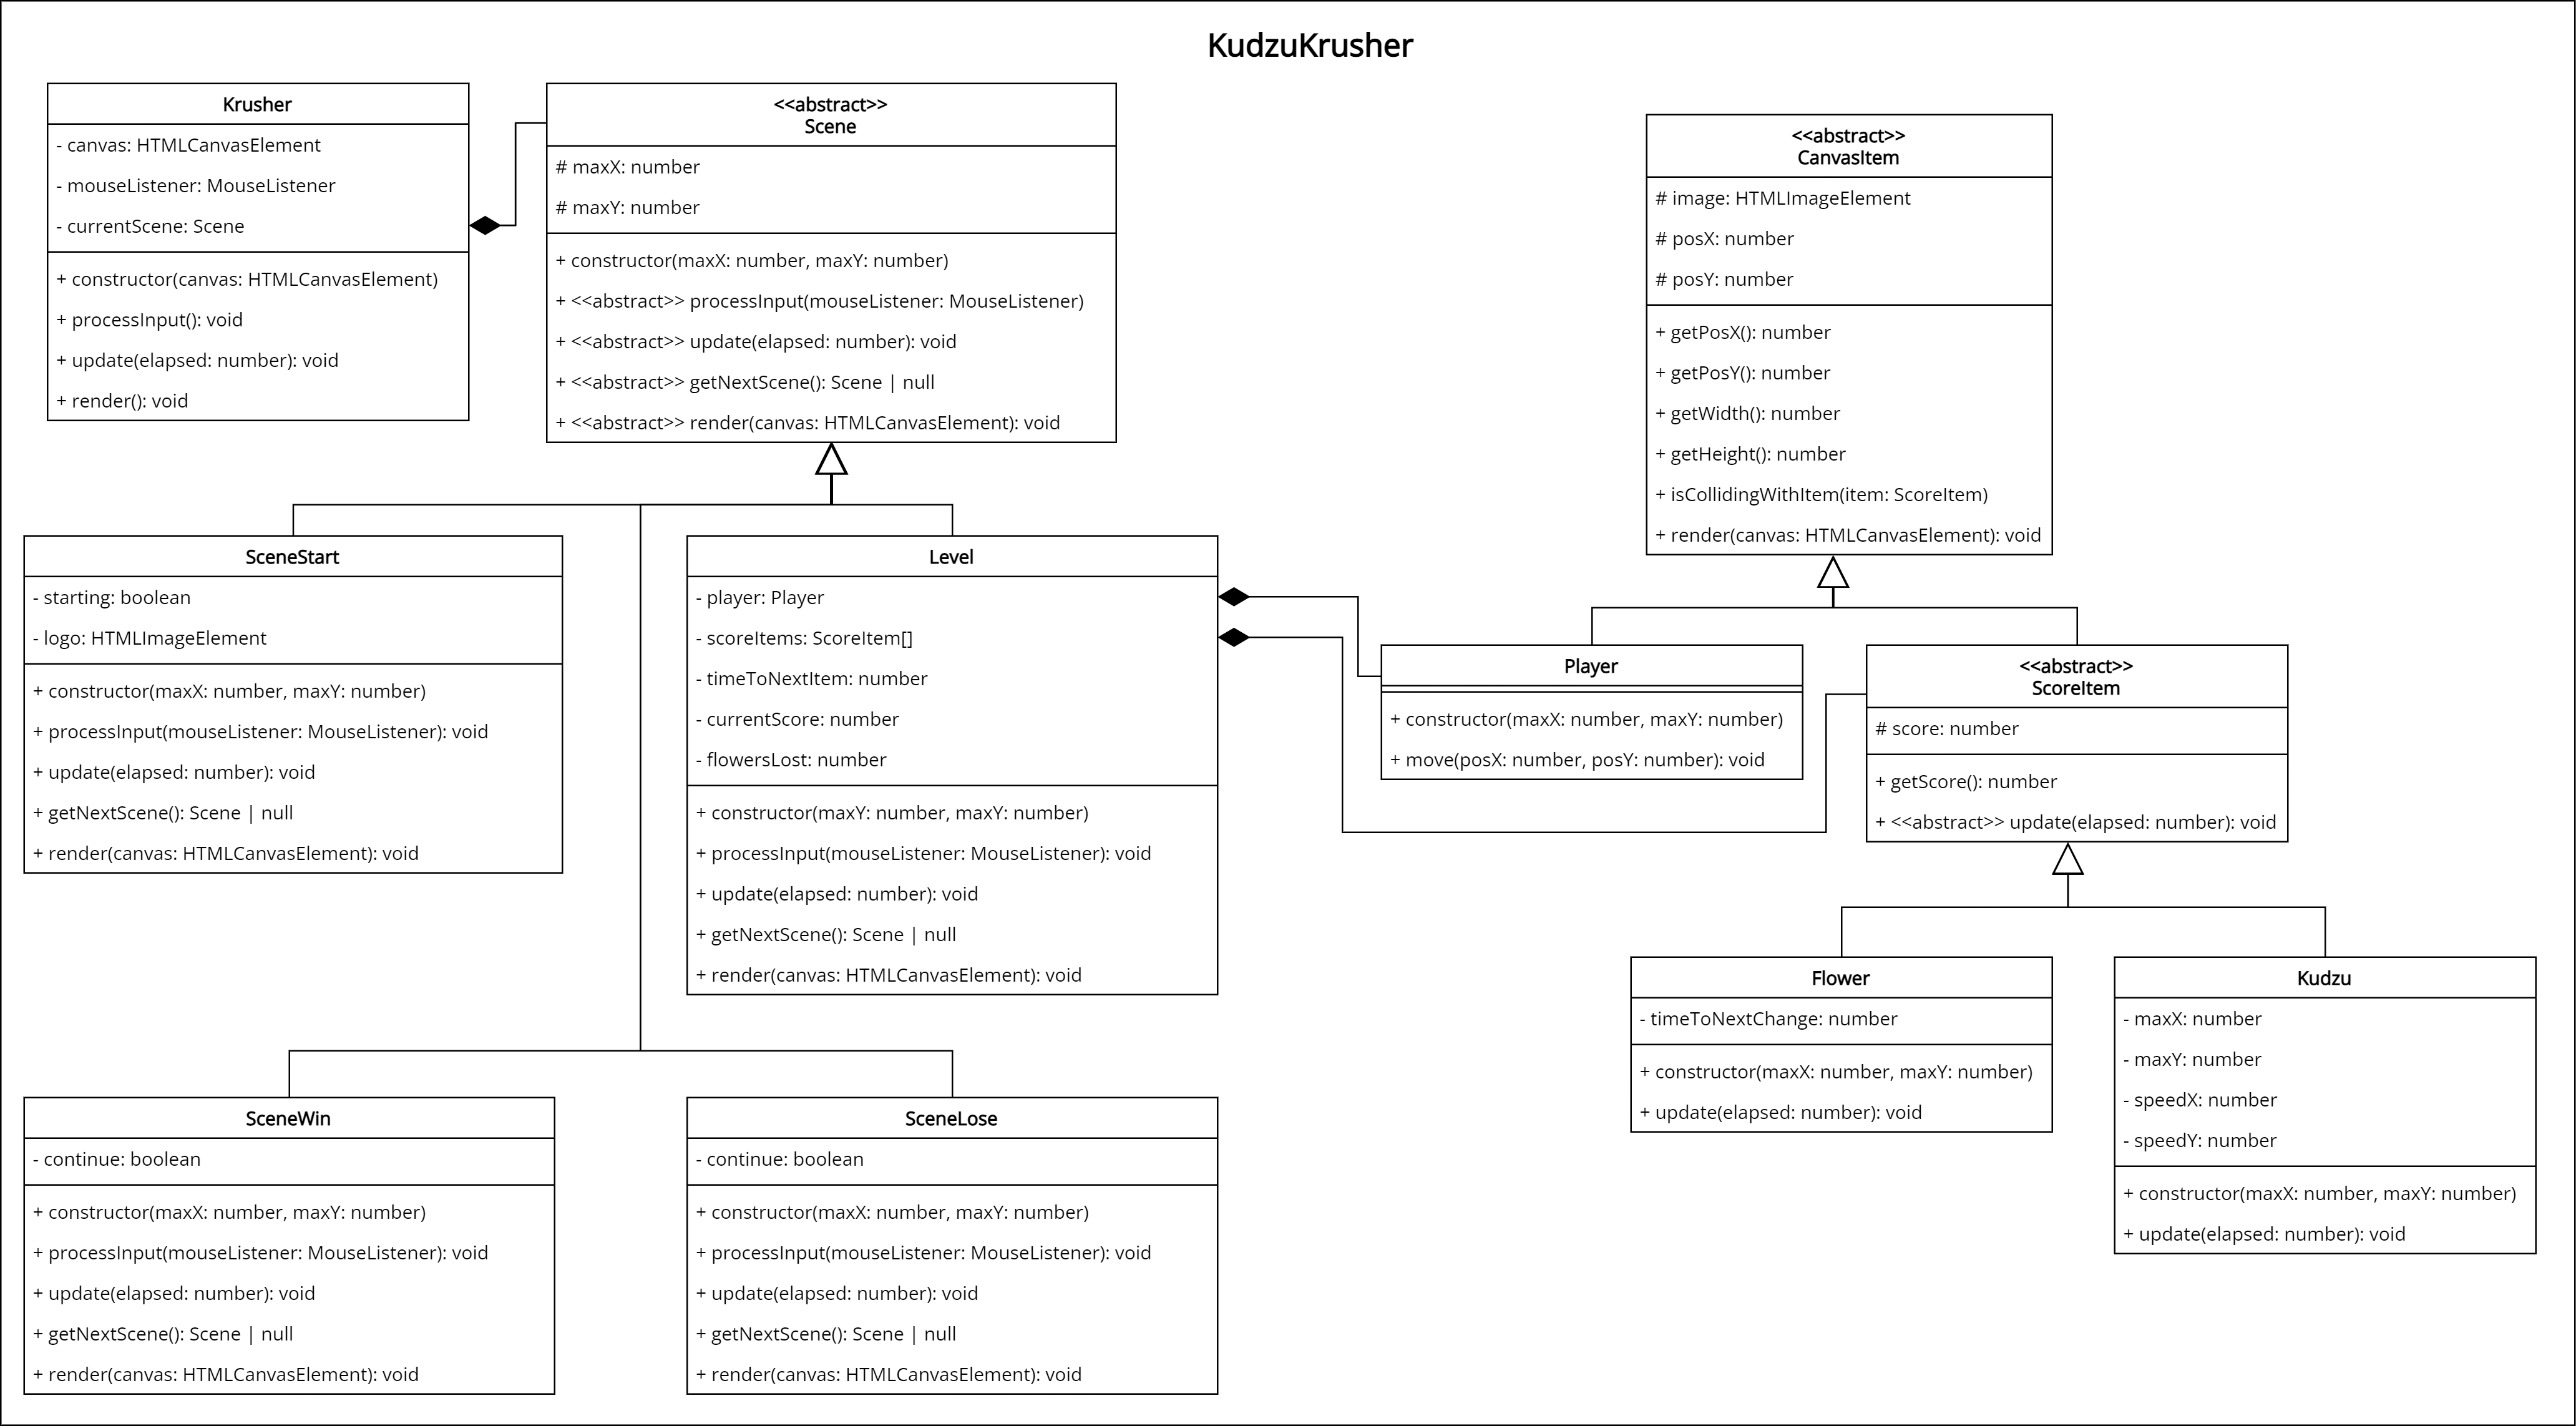 KudzuKrusher
Krusher
- canvas: HTMLCanvasElement
- mouseListener: MouseListener
- currentScene: Scene
+ constructor(canvas: HTMLCanvasElement)
+ processInput(): void
+ update(elapsed: number): void
+ render(): void
<<abstract>>
Scene
# maxX: number
# maxY: number
+ constructor(maxX: number, maxY: number)
+ <<abstract>> processInput(mouseListener: MouseListener)
+ <<abstract>> update(elapsed: number): void
+ <<abstract>> getNextScene(): Scene | null
+ <<abstract>> render(canvas: HTMLCanvasElement): void
<<abstract>>
CanvasItem
# image: HTMLImageElement
# posX: number
# posY: number
+ getPosX(): number
+ getPosY(): number
+ getWidth(): number
+ getHeight(): number
+ isCollidingWithItem(item: ScoreItem)
+ render(canvas: HTMLCanvasElement): void
SceneStart
- starting: boolean
- logo: HTMLImageElement
+ constructor(maxX: number, maxY: number)
+ processInput(mouseListener: MouseListener): void
+ update(elapsed: number): void
+ getNextScene(): Scene | null
+ render(canvas: HTMLCanvasElement): void
Level
- player: Player
- scoreItems: ScoreItem[]
- timeToNextItem: number
- currentScore: number
- flowersLost: number
+ constructor(maxY: number, maxY: number)
+ processInput(mouseListener: MouseListener): void
+ update(elapsed: number): void
+ getNextScene(): Scene | null
+ render(canvas: HTMLCanvasElement): void
Player
+ constructor(maxX: number, maxY: number)
+ move(posX: number, posY: number): void
<<abstract>>
ScoreItem
# score: number
+ getScore(): number
+ <<abstract>> update(elapsed: number): void
Flower
- timeToNextChange: number
+ constructor(maxX: number, maxY: number)
+ update(elapsed: number): void
Kudzu
- maxX: number
- maxY: number
- speedX: number
- speedY: number
+ constructor(maxX: number, maxY: number)
+ update(elapsed: number): void
SceneWin
- continue: boolean
+ constructor(maxX: number, maxY: number)
+ processInput(mouseListener: MouseListener): void
+ update(elapsed: number): void
+ getNextScene(): Scene | null
+ render(canvas: HTMLCanvasElement): void
SceneLose
- continue: boolean
+ constructor(maxX: number, maxY: number)
+ processInput(mouseListener: MouseListener): void
+ update(elapsed: number): void
+ getNextScene(): Scene | null
+ render(canvas: HTMLCanvasElement): void